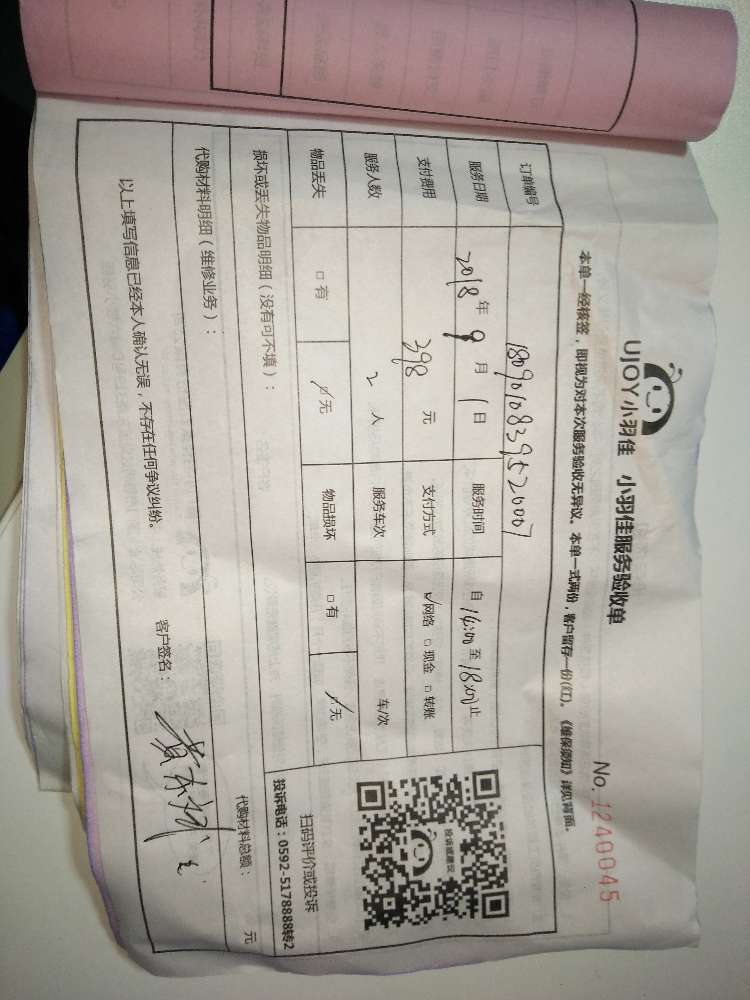 UJOY小羽佳 小羽佳服务验收单
No. 1240045
本单一经核签，即视为对本次服务验收无异议。本单一式两份，客户留存一份(红)。《维保须知》详见背面。
订单编号 1809010839520007
服务日期 2018年9月1日 服务时间 自14:00至18:00止
支付费用 398元 支付方式 ☑网络 □现金 □转账
服务人数 2人 服务车次 车/次
物品丢失 □有 ☑无 物品损坏 □有 ☑无
投诉或建议
扫码评价或投诉
投诉电话：0592-5178888转2
损坏或丢失物品明细（没有可不填）：
代购材料明细（维修业务）：
代购材料总额： 元
以上填写信息已经本人确认无误，不存在任何争议纠纷。 客户签名：